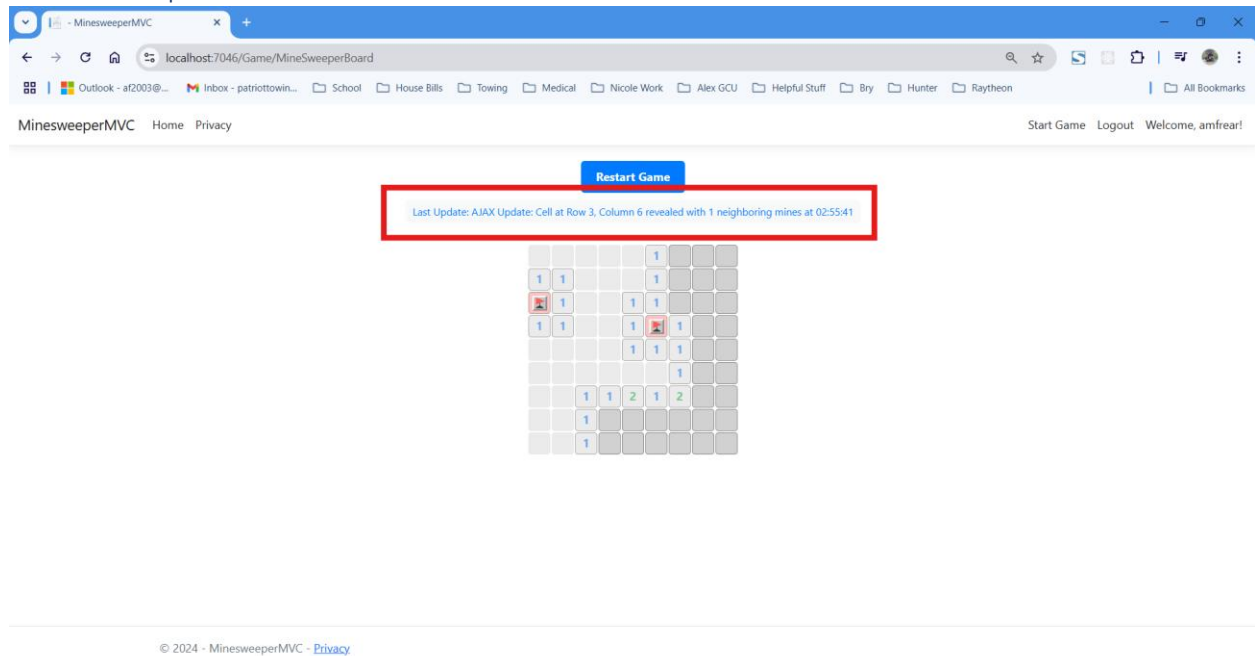 - MinesweeperMVC
localhost:7046/Game/MineSweeperBoard
Outlook - af2003@... Inbox - patriottowin... School House Bills Towing Medical Nicole Work Alex GCU Helpful Stuff Bry Hunter Raytheon All Bookmarks
MinesweeperMVC Home Privacy Start Game Logout Welcome, amfrear!
Restart Game
Last Update: AJAX Update: Cell at Row 3, Column 6 revealed with 1 neighboring mines at 02:55:41
1
1 1 1
1 1 1
1 1 1 1
1 1 1
1
1 1 2 1 2
1
1
© 2024 - MinesweeperMVC - Privacy